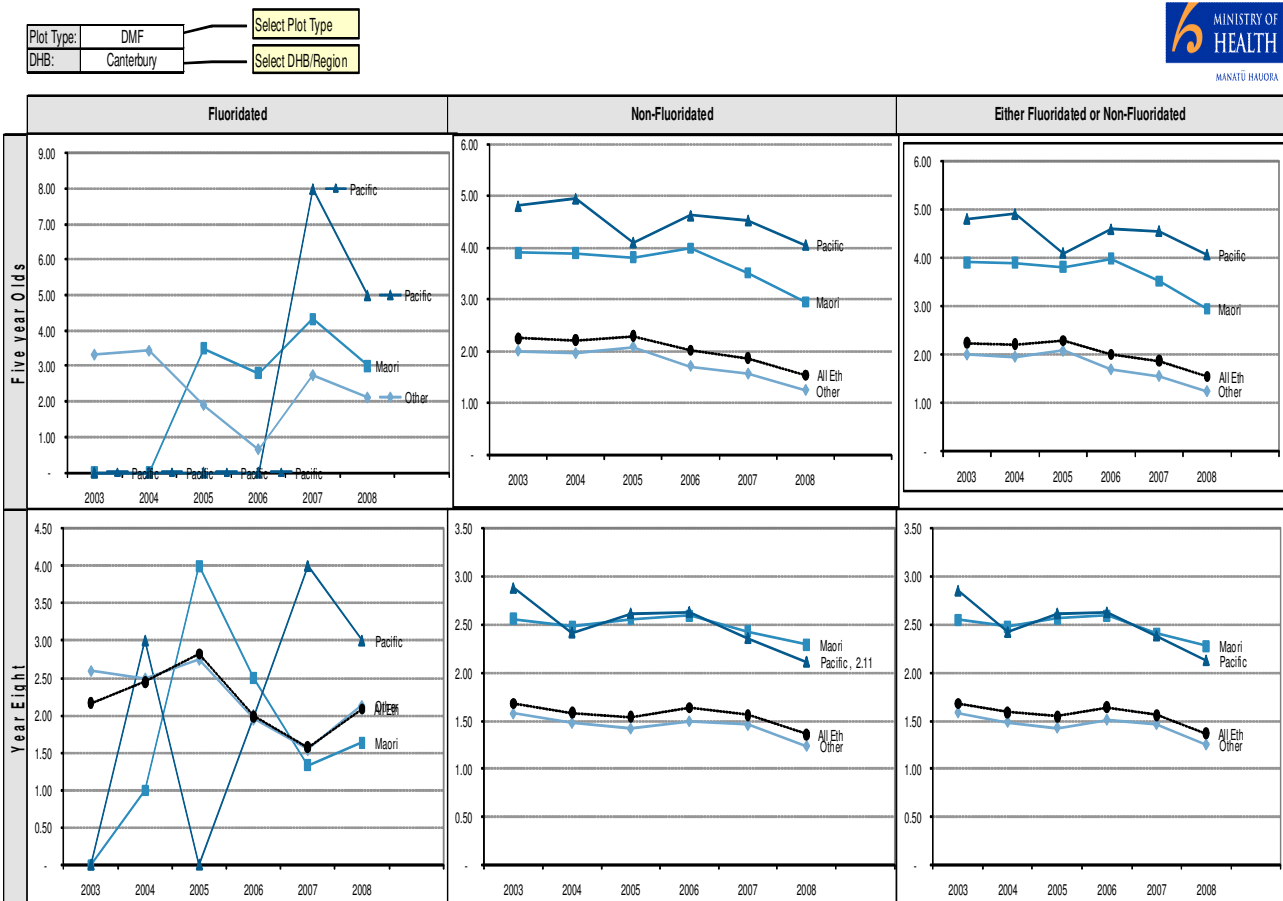 Plot Type: DMF
Select Plot Type
DHB: Canterbury
Select DHB/Region
MINISTRY OF
HEALTH
MANATŪ HAUORA
Fluoridated
Non-Fluoridated
Either Fluoridated or Non-Fluoridated
Five year Olds
9.00
8.00
7.00
6.00
5.00
4.00
3.00
2.00
1.00
-
Pacific
Pacific
Maori
Other
Pacific Pacific Pacific Pacific
2003 2004 2005 2006 2007 2008
6.00
5.00
4.00
3.00
2.00
1.00
-
Pacific
Maori
All Eth
Other
2003 2004 2005 2006 2007 2008
6.00
5.00
4.00
3.00
2.00
1.00
-
Pacific
Maori
All Eth
Other
2003 2004 2005 2006 2007 2008
Year Eight
4.50
4.00
3.50
3.00
2.50
2.00
1.50
1.00
0.50
-
Pacific
Other
All Eth
Maori
2003 2004 2005 2006 2007 2008
3.50
3.00
2.50
2.00
1.50
1.00
0.50
-
Maori
Pacific , 2.11
All Eth
Other
2003 2004 2005 2006 2007 2008
3.50
3.00
2.50
2.00
1.50
1.00
0.50
-
Maori
Pacific
All Eth
Other
2003 2004 2005 2006 2007 2008